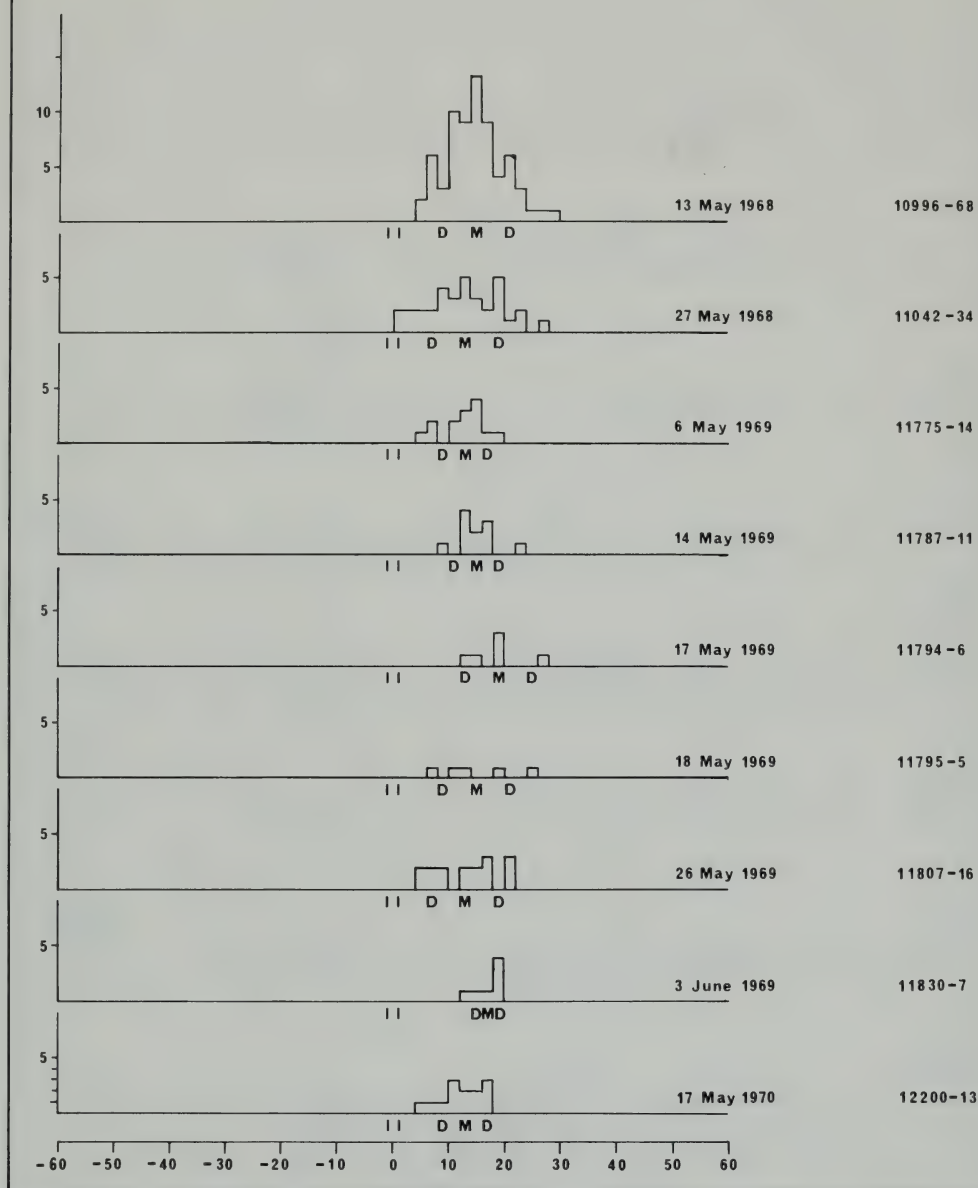 10
5
13 May 1968 10996-68
I I D M D
5
27 May 1968 11042-34
I I D M D
5
6 May 1969 11775-14
I I D M D
5
14 May 1969 11787-11
I I D M D
5
17 May 1969 11794-6
I I D M D
5
18 May 1969 11795-5
I I D M D
5
26 May 1969 11807-16
I I D M D
5
3 June 1969 11830-7
I I DMD
5
17 May 1970 12200-13
I I D M D
-60 -50 -40 -30 -20 -10 0 10 20 30 40 50 60